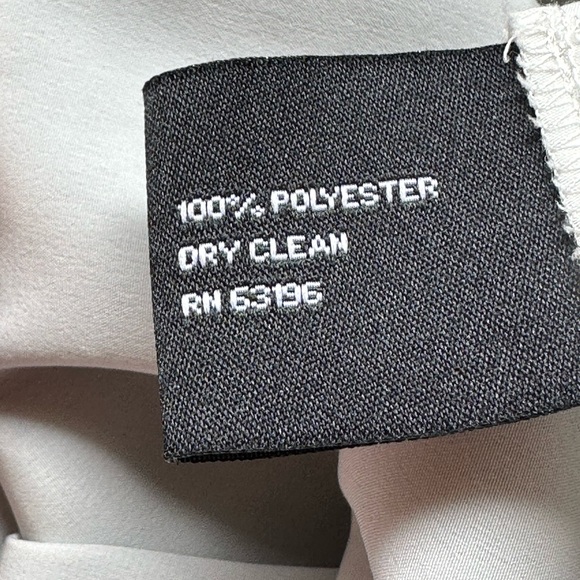 100% POLYESTER
DRY CLEAN
RN 63196